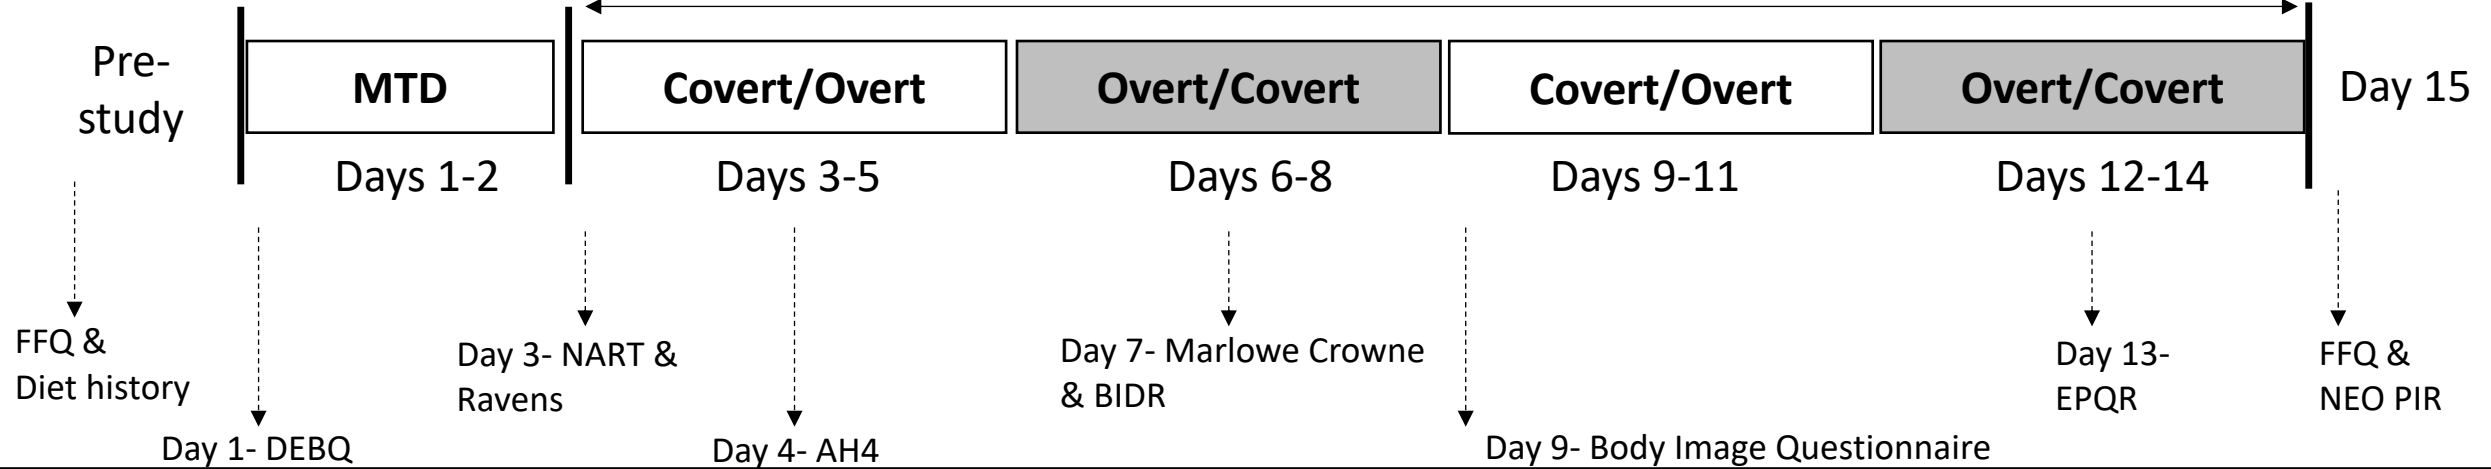 Pre-
study
MTD
Covert/Overt
Overt/Covert
Covert/Overt
Overt/Covert
Day 15
Days 1-2
Days 3-5
Days 6-8
Days 9-11
Days 12-14
FFQ &
Diet history
Day 1- DEBQ
Day 3- NART &
Ravens
Day 4- AH4
Day 7- Marlowe Crowne
& BIDR
Day 9- Body Image Questionnaire
Day 13-
EPQR
FFQ &
NEO PIR